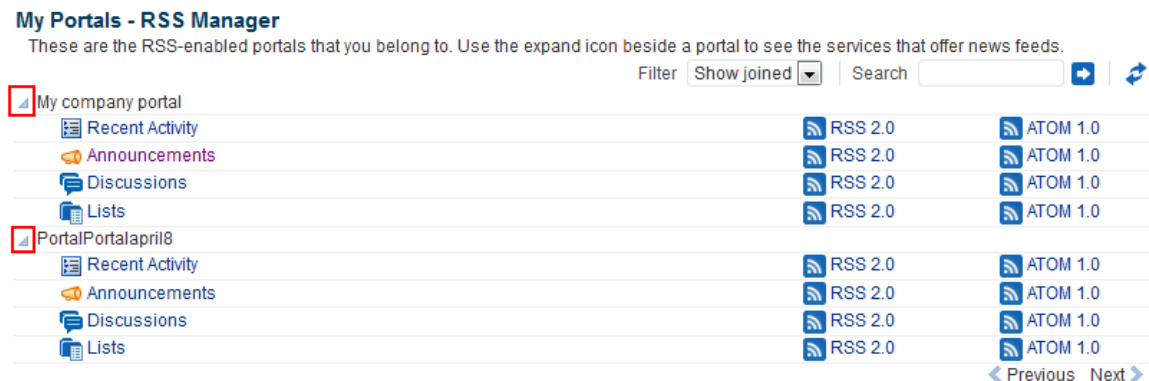 My Portals - RSS Manager
These are the RSS-enabled portals that you belong to. Use the expand icon beside a portal to see the services that offer news feeds.
Filter Show joined Search
My company portal
Recent Activity RSS 2.0 ATOM 1.0
Announcements RSS 2.0 ATOM 1.0
Discussions RSS 2.0 ATOM 1.0
Lists RSS 2.0 ATOM 1.0
PortalPortalapril8
Recent Activity RSS 2.0 ATOM 1.0
Announcements RSS 2.0 ATOM 1.0
Discussions RSS 2.0 ATOM 1.0
Lists RSS 2.0 ATOM 1.0
Previous Next